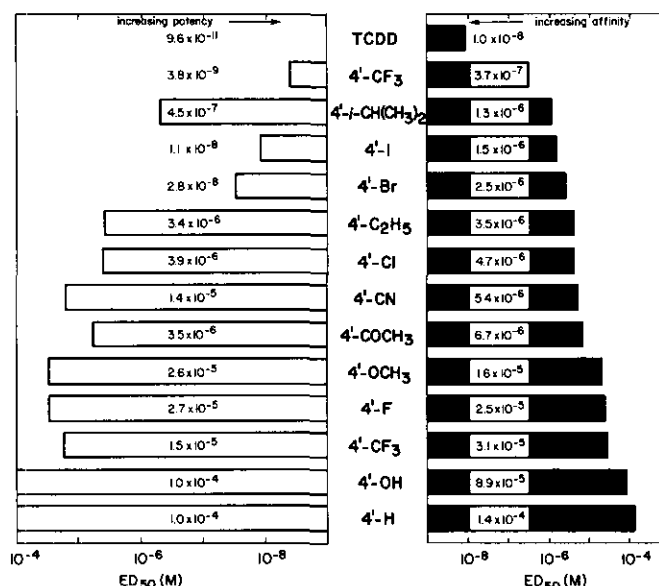 increasing potency → ← increasing affinity
9.6 x 10⁻¹¹ TCDD 1.0 x 10⁻⁸
3.8 x 10⁻⁹ 4'-CF₃ 3.7 x 10⁻⁷
4.5 x 10⁻⁷ 4'-i-CH(CH₃)₂ 1.3 x 10⁻⁶
1.1 x 10⁻⁸ 4'-I 1.5 x 10⁻⁶
2.8 x 10⁻⁸ 4'-Br 2.5 x 10⁻⁶
3.4 x 10⁻⁶ 4'-C₂H₅ 3.5 x 10⁻⁶
3.9 x 10⁻⁶ 4'-Cl 4.7 x 10⁻⁶
1.4 x 10⁻⁵ 4'-CN 5.4 x 10⁻⁶
3.5 x 10⁻⁶ 4'-COCH₃ 6.7 x 10⁻⁶
2.6 x 10⁻⁵ 4'-OCH₃ 1.6 x 10⁻⁵
2.7 x 10⁻⁵ 4'-F 2.5 x 10⁻⁵
1.5 x 10⁻⁵ 4'-CF₃ 3.1 x 10⁻⁵
1.0 x 10⁻⁴ 4'-OH 8.9 x 10⁻⁵
1.0 x 10⁻⁴ 4'-H 1.4 x 10⁻⁴
10⁻⁴ 10⁻⁶ 10⁻⁸ 10⁻⁸ 10⁻⁶ 10⁻⁴
ED₅₀ (M) ED₅₀ (M)